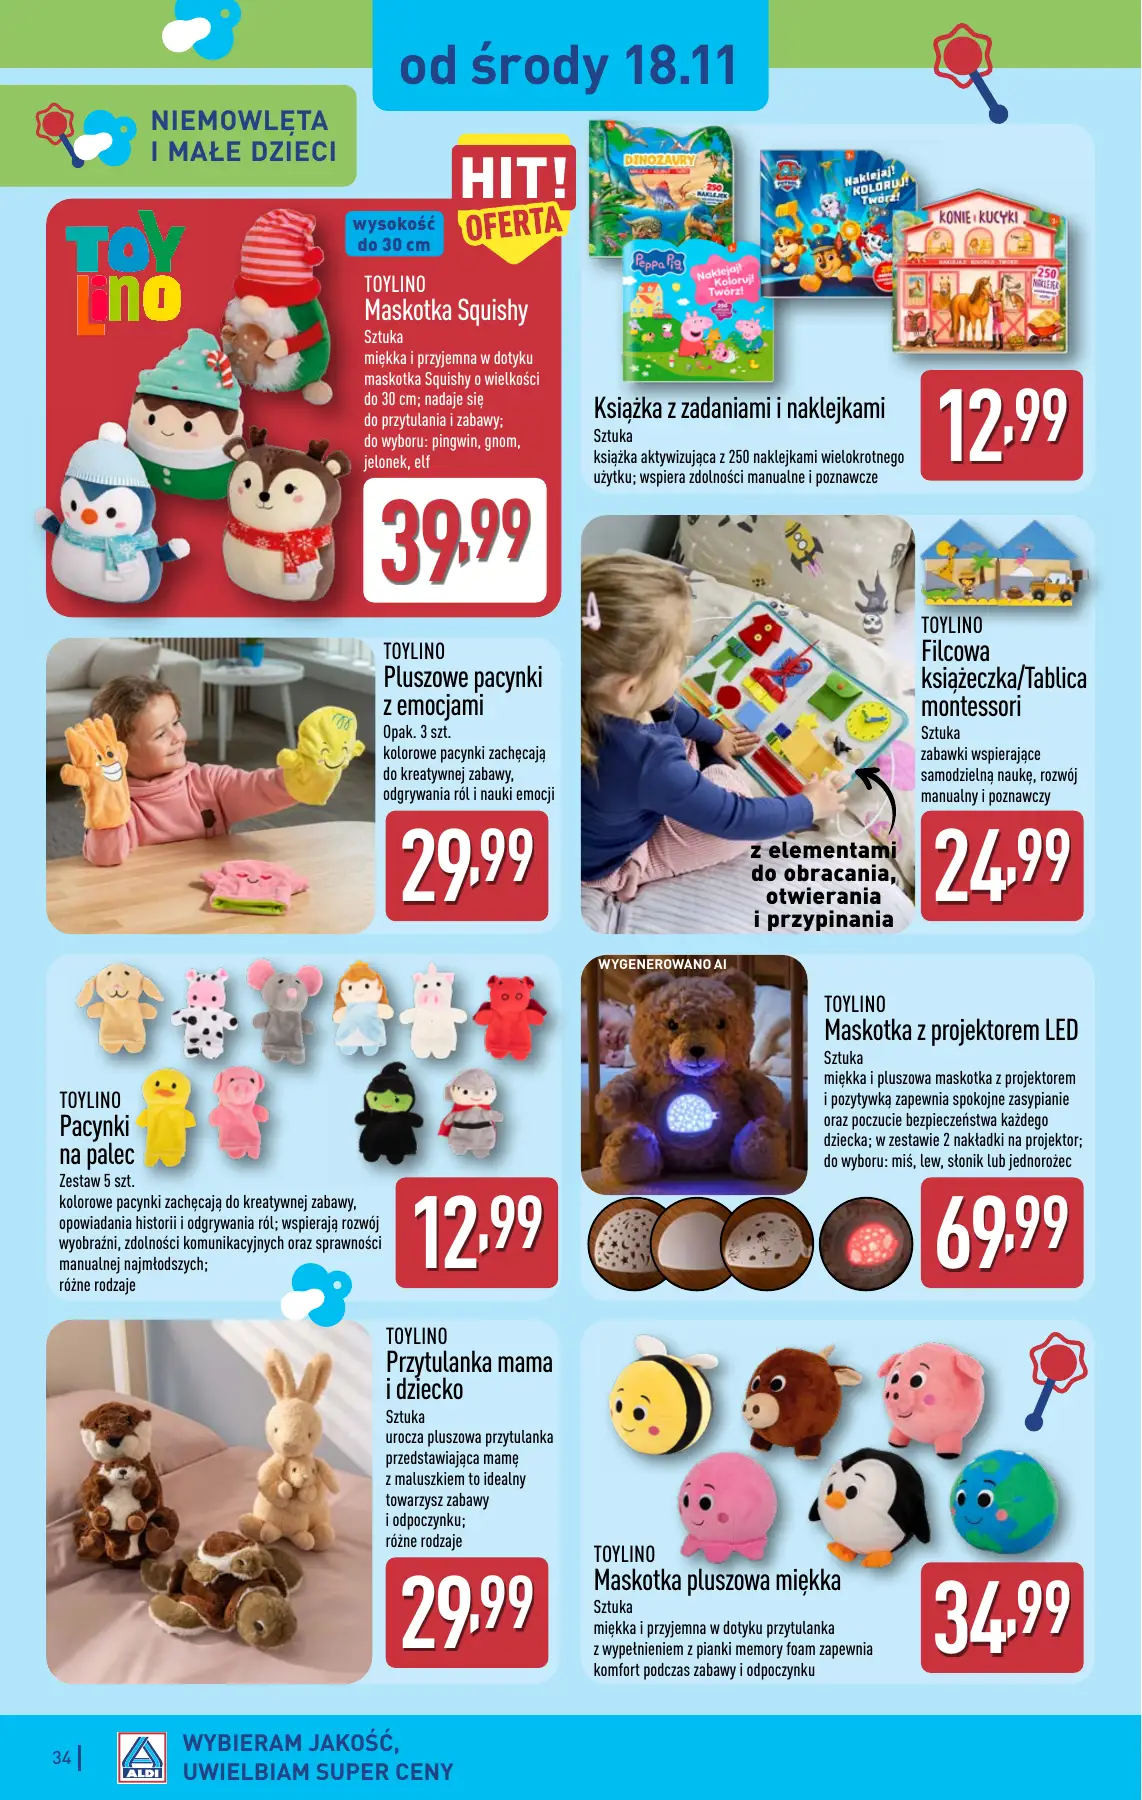 od środy 18.11
NIEMOWLĘTA
I MAŁE DZIECI
HIT!
OFERTA
wysokość
do 30 cm
TOYLINO
TOYLINO
Maskotka Squishy
Sztuka
miękka i przyjemna w dotyku
maskotka Squishy o wielkości
do 30 cm; nadaje się
do przytulania i zabawy;
do wyboru: pingwin, gnom,
jelonek, elf
39,99
DINOZAURY
250
NAKLEJEK
Peppa Pig
Naklejaj!
Koloruj!
Twórz!
Naklejaj!
KOLORUJ!
Twórz!
KONIE I KUCYKI
NAKLEJAJ! KOLORUJ! TWÓRZ!
250
NAKLEJEK
Książka z zadaniami i naklejkami
Sztuka
książka aktywizująca z 250 naklejkami wielokrotnego
użytku; wspiera zdolności manualne i poznawcze
12,99
TOYLINO
Pluszowe pacynki
z emocjami
Opak. 3 szt.
kolorowe pacynki zachęcają
do kreatywnej zabawy,
odgrywania ról i nauki emocji
29,99
z elementami
do obracania,
otwierania
i przypinania
TOYLINO
Filcowa
książeczka/Tablica
montessori
Sztuka
zabawki wspierające
samodzielną naukę, rozwój
manualny i poznawczy
24,99
TOYLINO
Pacynki
na palec
Zestaw 5 szt.
kolorowe pacynki zachęcają do kreatywnej zabawy,
opowiadania historii i odgrywania ról; wspierają rozwój
wyobraźni, zdolności komunikacyjnych oraz sprawności
manualnej najmłodszych;
różne rodzaje
12,99
WYGENEROWANO AI
TOYLINO
Maskotka z projektorem LED
Sztuka
miękka i pluszowa maskotka z projektorem
i pozytywką zapewnia spokojne zasypianie
oraz poczucie bezpieczeństwa każdego
dziecka; w zestawie 2 nakładki na projektor;
do wyboru: miś, lew, słonik lub jednorożec
69,99
TOYLINO
Przytulanka mama
i dziecko
Sztuka
urocza pluszowa przytulanka
przedstawiająca mamę
z maluszkiem to idealny
towarzysz zabawy
i odpoczynku;
różne rodzaje
29,99
TOYLINO
Maskotka pluszowa miękka
Sztuka
miękka i przyjemna w dotyku przytulanka
z wypełnieniem z pianki memory foam zapewnia
komfort podczas zabawy i odpoczynku
34,99
34
ALDI
WYBIERAM JAKOŚĆ,
UWIELBIAM SUPER CENY